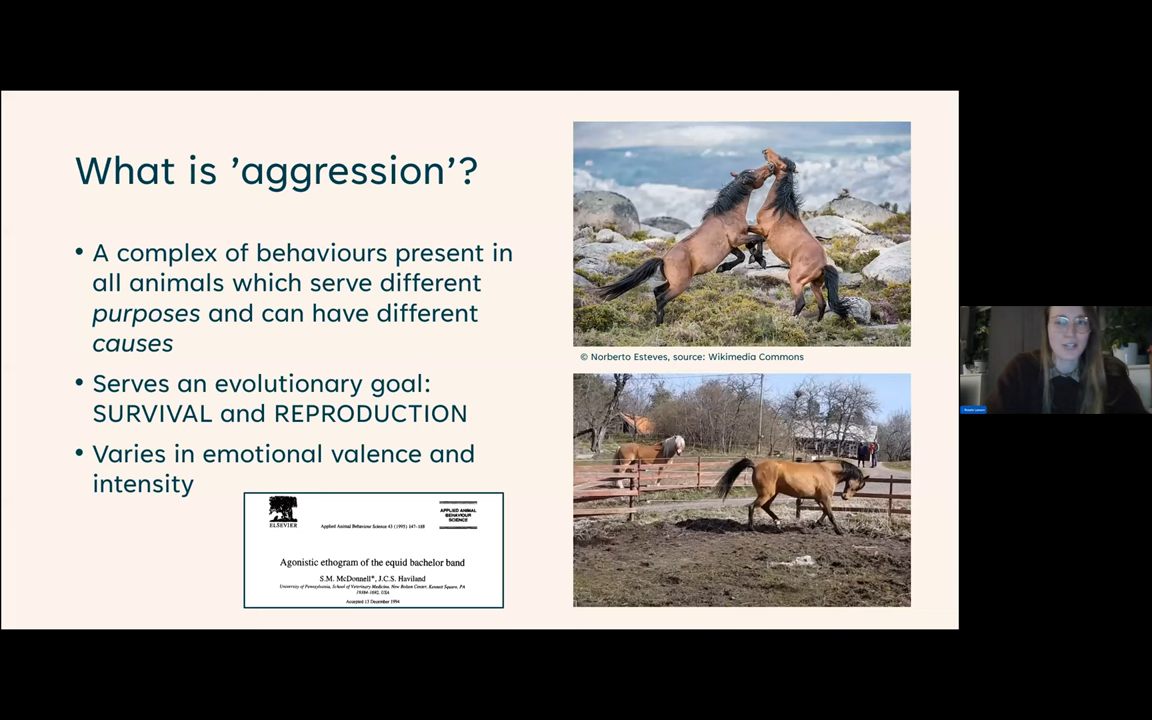 What is ’aggression’?
• A complex of behaviours present in
all animals which serve different
purposes and can have different
causes
• Serves an evolutionary goal:
SURVIVAL and REPRODUCTION
• Varies in emotional valence and
intensity
ELSEVIER
Applied Animal Behaviour Science 43 (1995) 147-188
APPLIED ANIMAL
BEHAVIOUR
SCIENCE
Agonistic ethogram of the equid bachelor band
S.M. McDonnell*, J.C.S. Haviland
University of Pennsylvania, School of Veterinary Medicine, New Bolton Center, Kennett Square, PA
19384-1692, USA
Accepted 13 December 1994
© Norberto Esteves, source: Wikimedia Commons